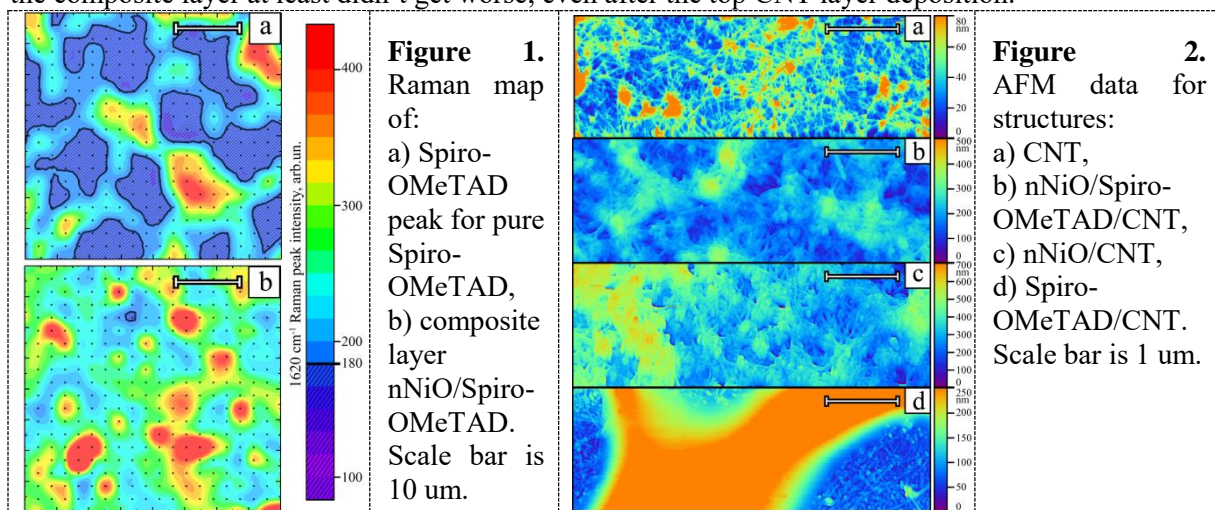 the composite layer at least didn't get worse, even after the top CNT layer deposition.
a
b
400
300
200
180
100
1620 cm⁻¹ Raman peak intensity, arb.un.
Figure 1.
Raman map
of:
a) Spiro-
OMeTAD
peak for pure
Spiro-
OMeTAD,
b) composite
layer
nNiO/Spiro-
OMeTAD.
Scale bar is
10 um.
a
80
nm
60
40
20
0
b
500
nm
400
300
200
100
0
c
700
nm
600
500
400
300
200
100
0
d
250
nm
200
150
100
50
0
Figure 2.
AFM data for
structures:
a) CNT,
b) nNiO/Spiro-
OMeTAD/CNT,
c) nNiO/CNT,
d) Spiro-
OMeTAD/CNT.
Scale bar is 1 um.